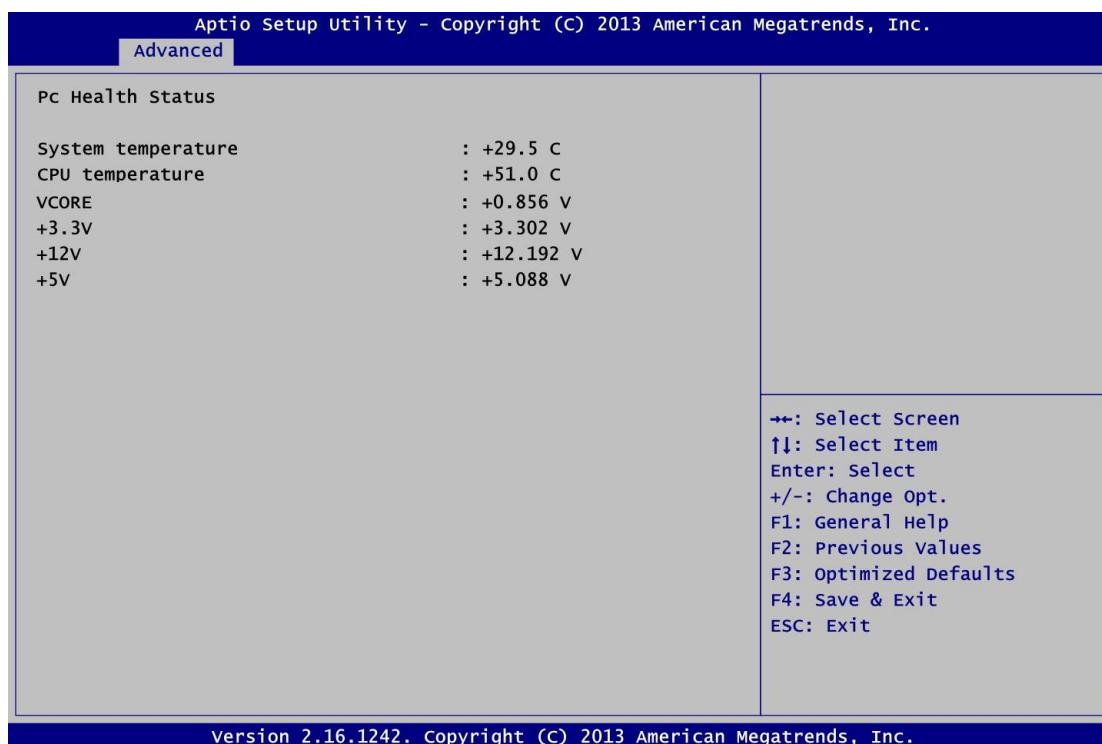 Aptio Setup Utility - Copyright (C) 2013 American Megatrends, Inc.
Advanced
Pc Health Status
System temperature : +29.5 C
CPU temperature : +51.0 C
VCORE : +0.856 V
+3.3V : +3.302 V
+12V : +12.192 V
+5V : +5.088 V
→←: Select Screen
↑↓: Select Item
Enter: Select
+/-: Change Opt.
F1: General Help
F2: Previous Values
F3: Optimized Defaults
F4: Save & Exit
ESC: Exit
Version 2.16.1242. Copyright (C) 2013 American Megatrends, Inc.